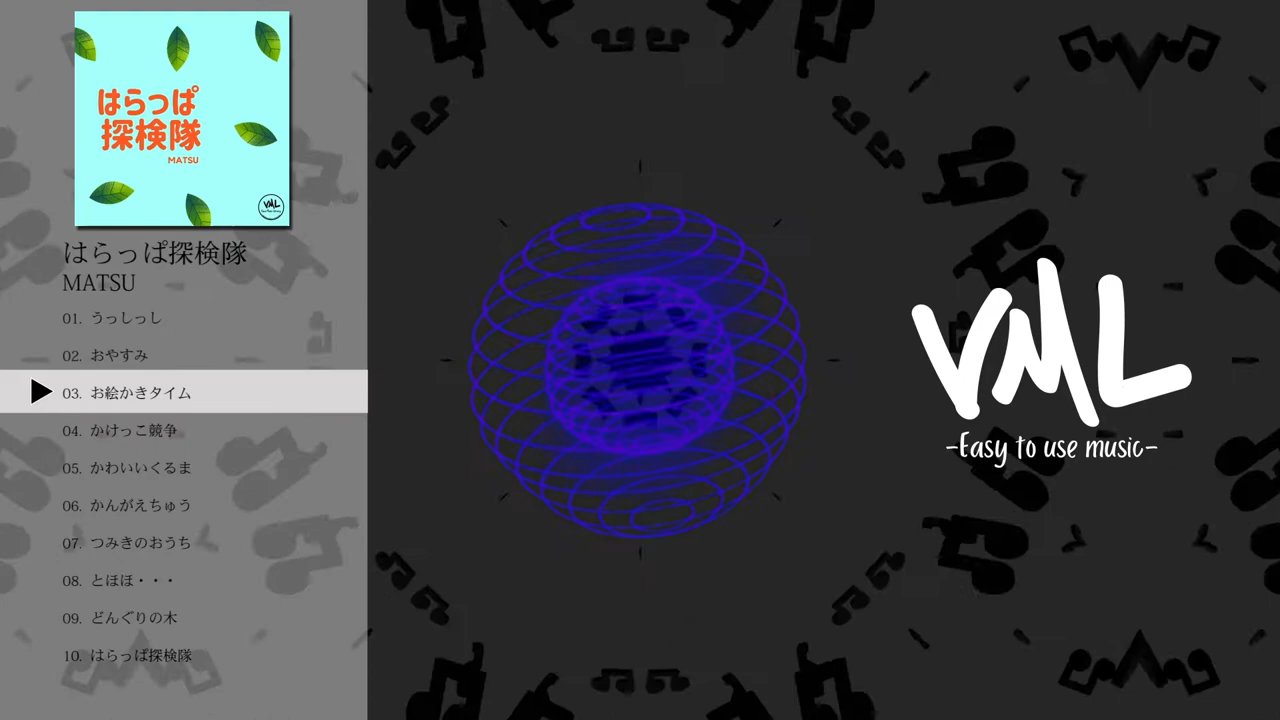 はらっぱ
探検隊
MATSU
VML
はらっぱ探検隊
MATSU
01. うっしっし
02. おやすみ
03. お絵かきタイム
04. かけっこ競争
05. かわいいくるま
06. かんがえちゅう
07. つみきのおうち
08. とほほ・・・
09. どんぐりの木
10. はらっぱ探検隊
VML
-Easy to use music-